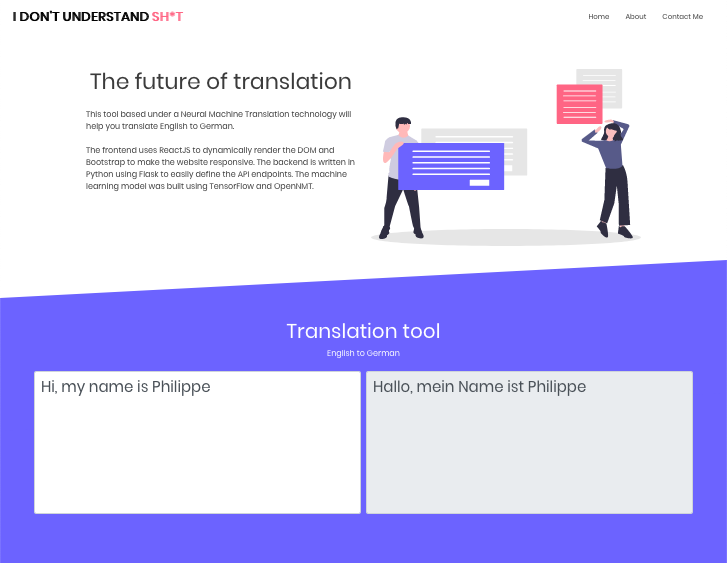 I DON'T UNDERSTAND SH*T
Home About Contact Me
The future of translation
This tool based under a Neural Machine Translation technology will
help you translate English to German.
The frontend uses ReactJS to dynamically render the DOM and
Bootstrap to make the website responsive. The backend is written in
Python using Flask to easily define the API endpoints. The machine
learning model was built using TensorFlow and OpenNMT.
Translation tool
English to German
Hi, my name is Philippe
Hallo, mein Name ist Philippe